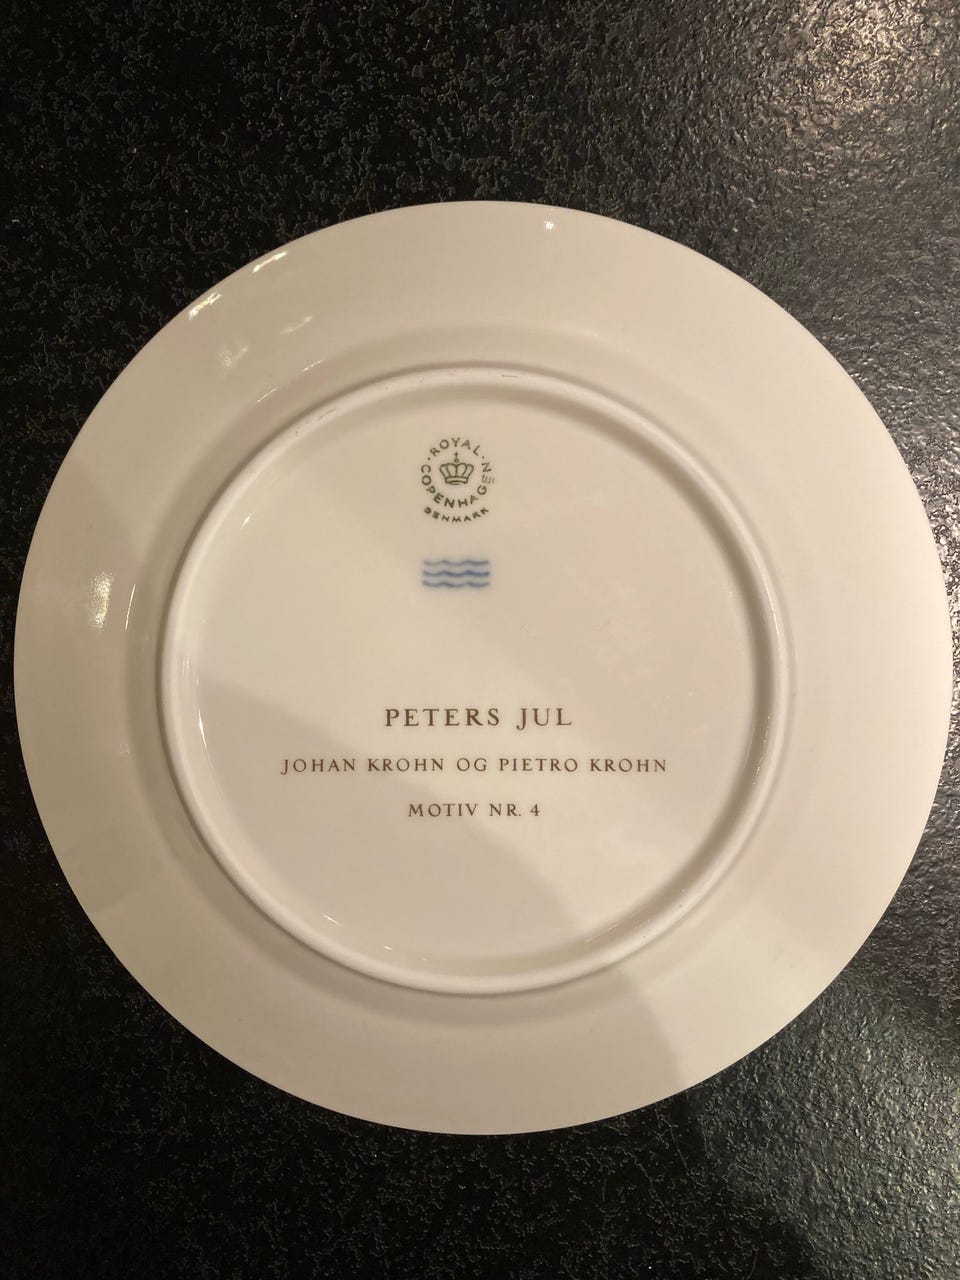 ROYAL
COPENHAGEN
DENMARK
PETERS JUL
JOHAN KROHN OG PIETRO KROHN
MOTIV NR. 4